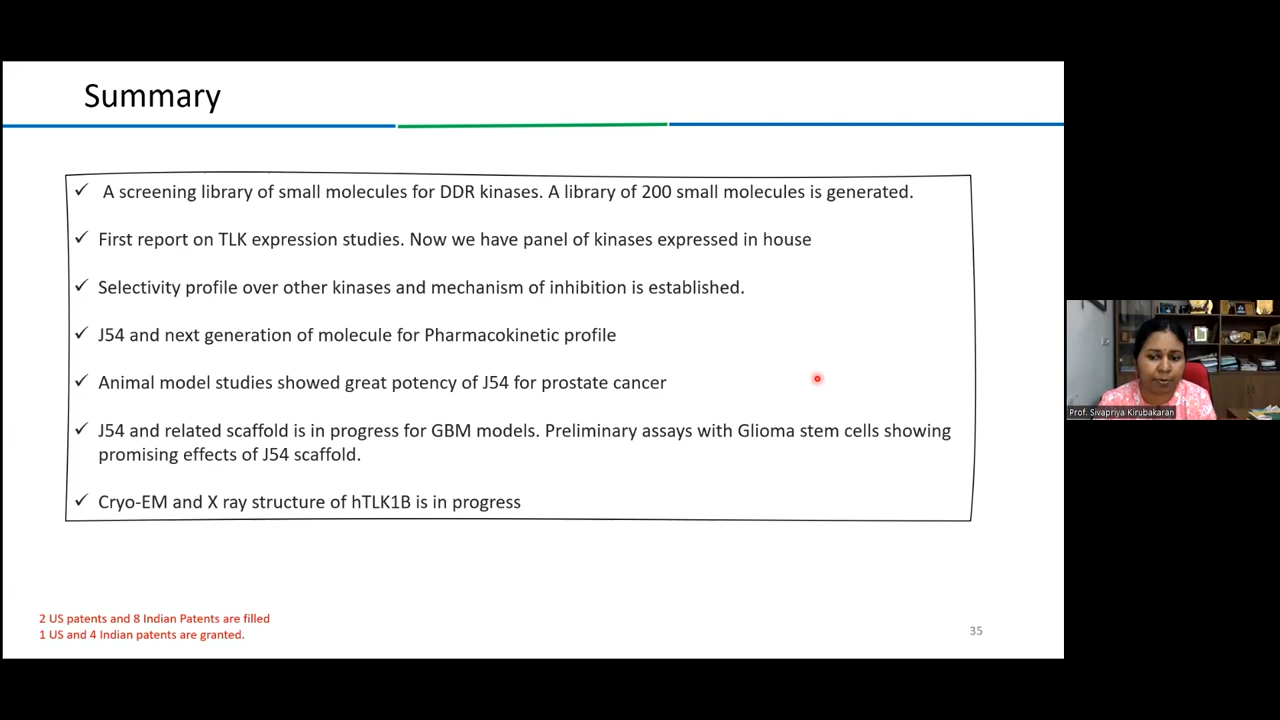 Summary
✓ A screening library of small molecules for DDR kinases. A library of 200 small molecules is generated.
✓ First report on TLK expression studies. Now we have panel of kinases expressed in house
✓ Selectivity profile over other kinases and mechanism of inhibition is established.
✓ J54 and next generation of molecule for Pharmacokinetic profile
✓ Animal model studies showed great potency of J54 for prostate cancer
✓ J54 and related scaffold is in progress for GBM models. Preliminary assays with Glioma stem cells showing
promising effects of J54 scaffold.
✓ Cryo-EM and X ray structure of hTLK1B is in progress
2 US patents and 8 Indian Patents are filled
1 US and 4 Indian patents are granted.
35
Prof. Sivapriya Kirubakaran